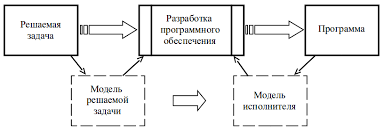 Решаемая
задача
Разработка
программного
обеспечения
Программа
Модель
решаемой
задачи
Модель
исполнителя